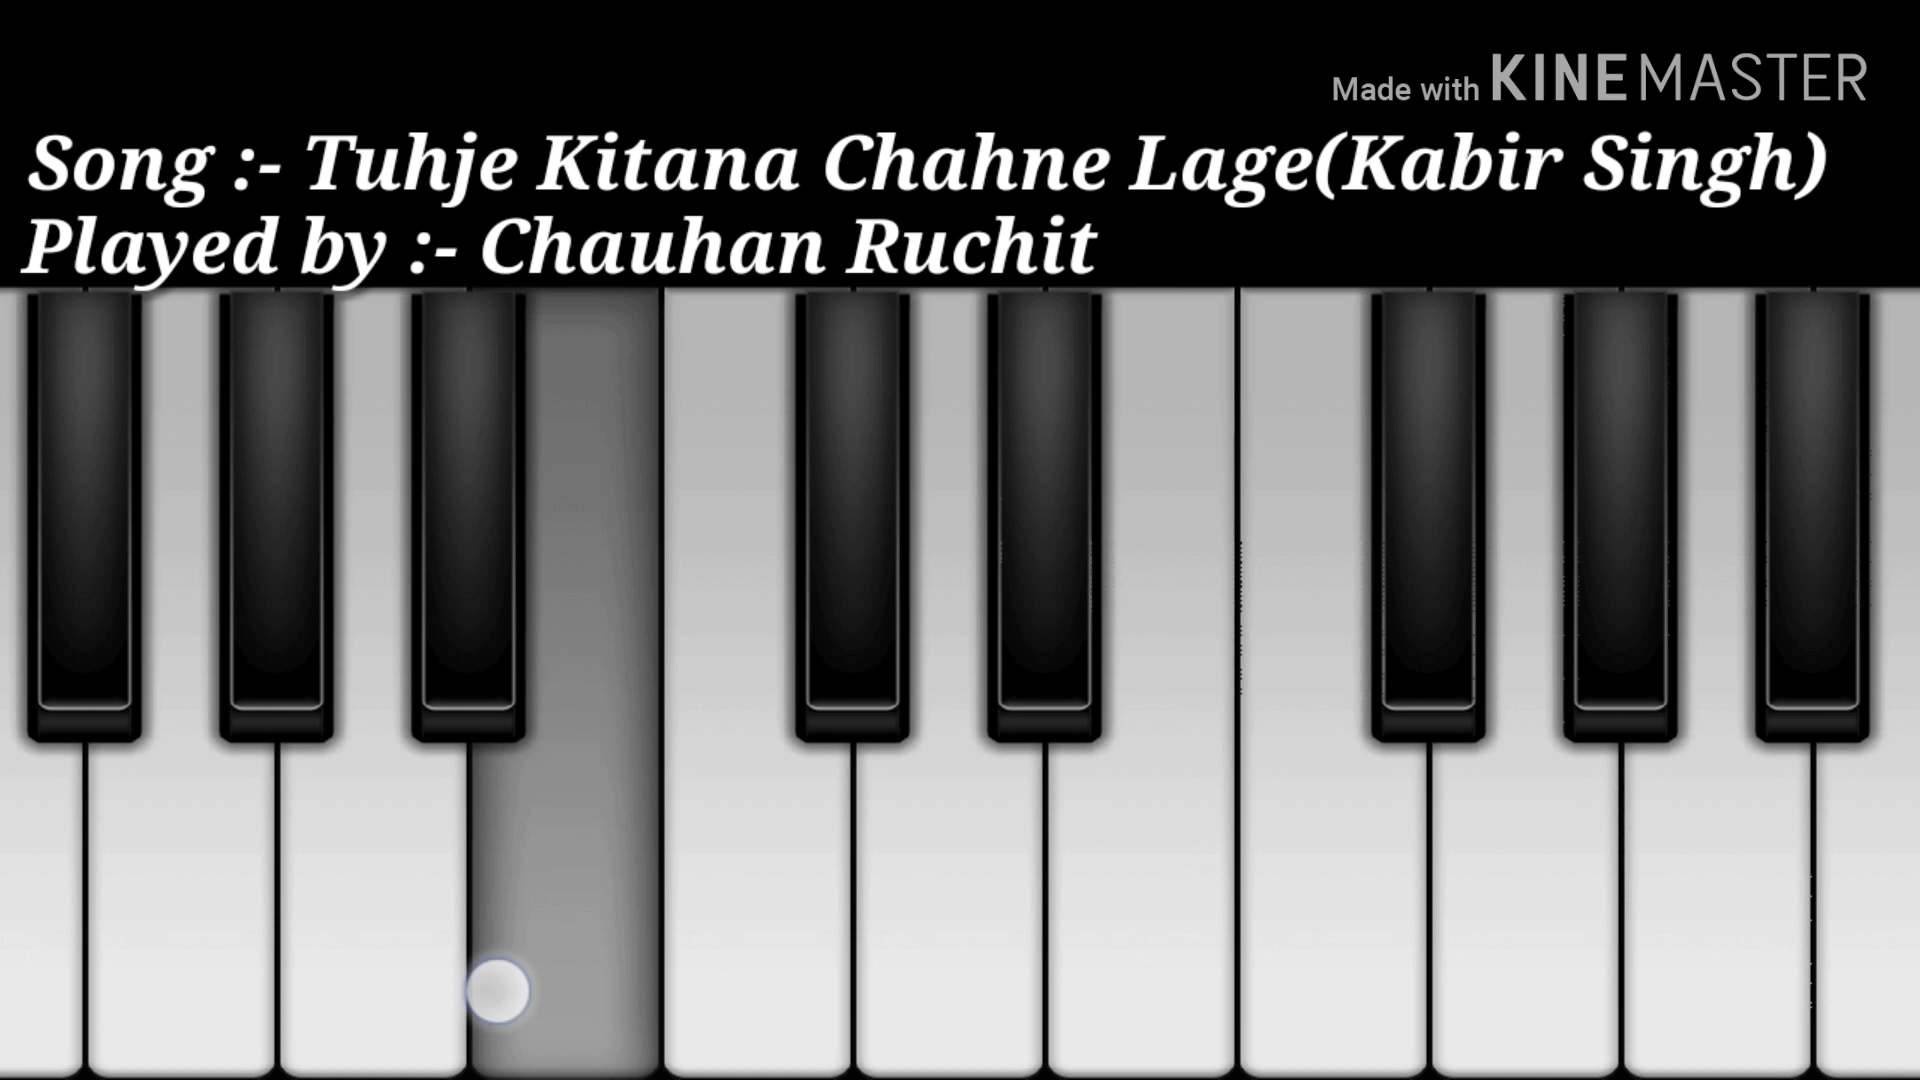 Made with KINEMASTER
Song :- Tuhje Kitana Chahne Lage(Kabir Singh)
Played by :- Chauhan Ruchit